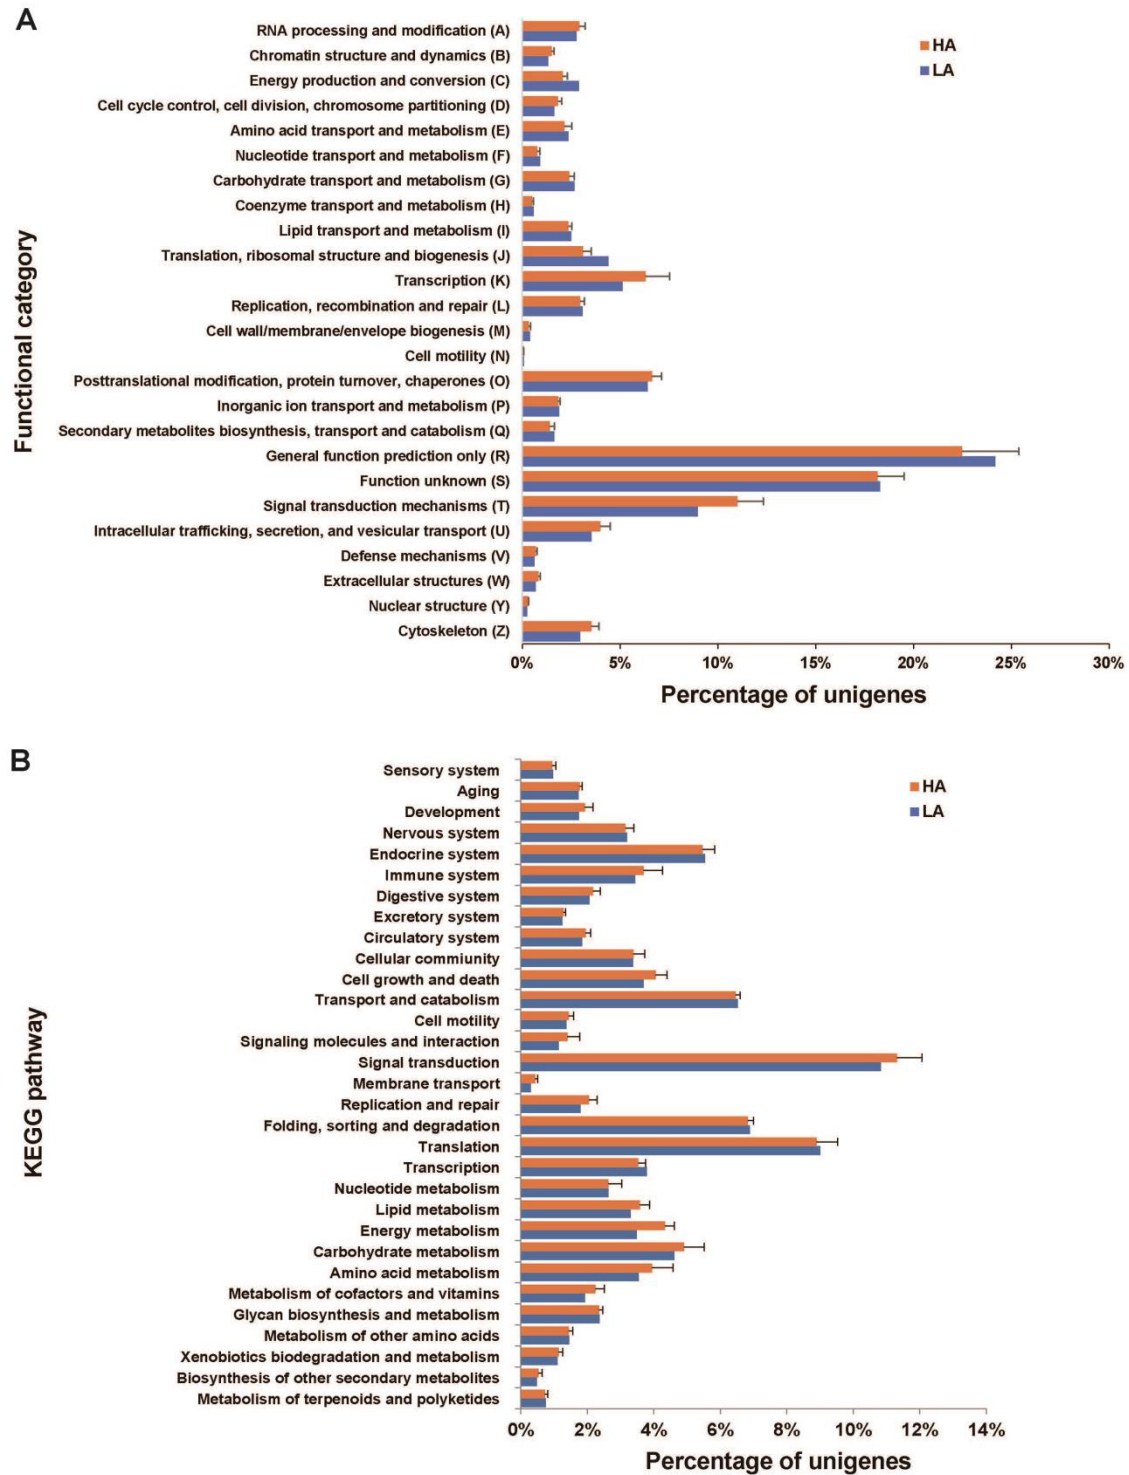 A
RNA processing and modification (A)
Chromatin structure and dynamics (B)
Energy production and conversion (C)
Cell cycle control, cell division, chromosome partitioning (D)
Amino acid transport and metabolism (E)
Nucleotide transport and metabolism (F)
Carbohydrate transport and metabolism (G)
Coenzyme transport and metabolism (H)
Lipid transport and metabolism (I)
Translation, ribosomal structure and biogenesis (J)
Transcription (K)
Replication, recombination and repair (L)
Cell wall/membrane/envelope biogenesis (M)
Cell motility (N)
Posttranslational modification, protein turnover, chaperones (O)
Inorganic ion transport and metabolism (P)
Secondary metabolites biosynthesis, transport and catabolism (Q)
General function prediction only (R)
Function unknown (S)
Signal transduction mechanisms (T)
Intracellular trafficking, secretion, and vesicular transport (U)
Defense mechanisms (V)
Extracellular structures (W)
Nuclear structure (Y)
Cytoskeleton (Z)
Functional category
HA
LA
0% 5% 10% 15% 20% 25% 30%
Percentage of unigenes
B
Sensory system
Aging
Development
Nervous system
Endocrine system
Immune system
Digestive system
Excretory system
Circulatory system
Cellular commiunity
Cell growth and death
Transport and catabolism
Cell motility
Signaling molecules and interaction
Signal transduction
Membrane transport
Replication and repair
Folding, sorting and degradation
Translation
Transcription
Nucleotide metabolism
Lipid metabolism
Energy metabolism
Carbohydrate metabolism
Amino acid metabolism
Metabolism of cofactors and vitamins
Glycan biosynthesis and metabolism
Metabolism of other amino acids
Xenobiotics biodegradation and metabolism
Biosynthesis of other secondary metabolites
Metabolism of terpenoids and polyketides
KEGG pathway
HA
LA
0% 2% 4% 6% 8% 10% 12% 14%
Percentage of unigenes